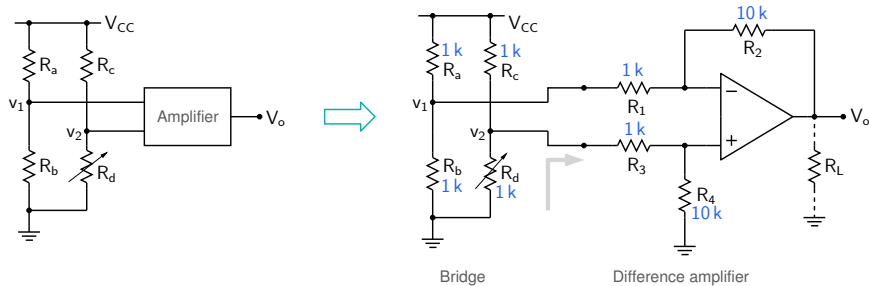 V_CC
R_a R_c
v_1
Amplifier V_o
v_2
R_b R_d
V_CC
1 k 1 k
R_a R_c
v_1
v_2
R_b R_d
1 k 1 k
10 k
R_2
1 k
R_1
1 k
R_3
− +
V_o
R_4
10 k
R_L
Bridge Difference amplifier